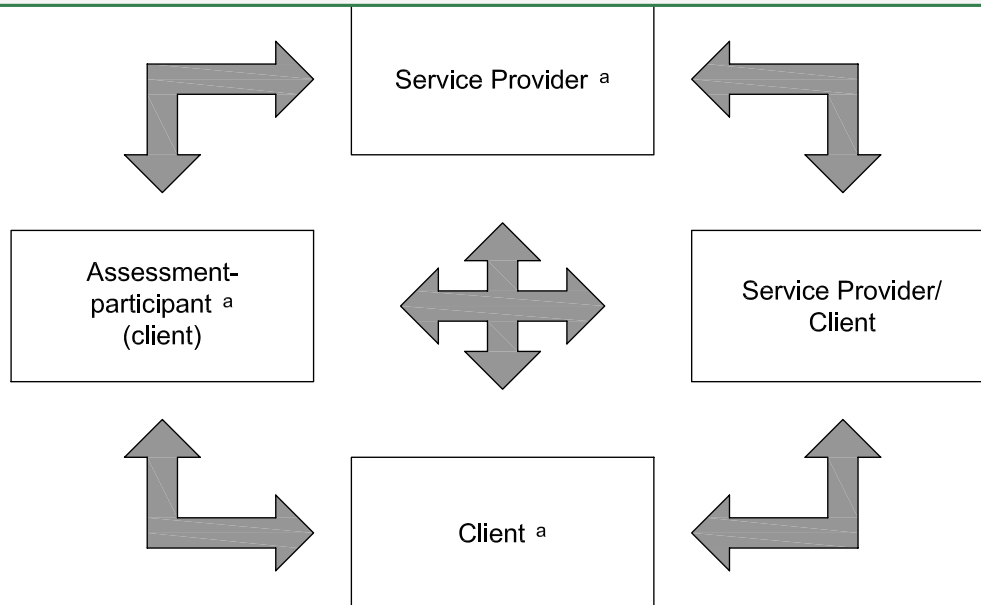 Service Provider a
Assessment-
participant a
(client)
Service Provider/
Client
Client a